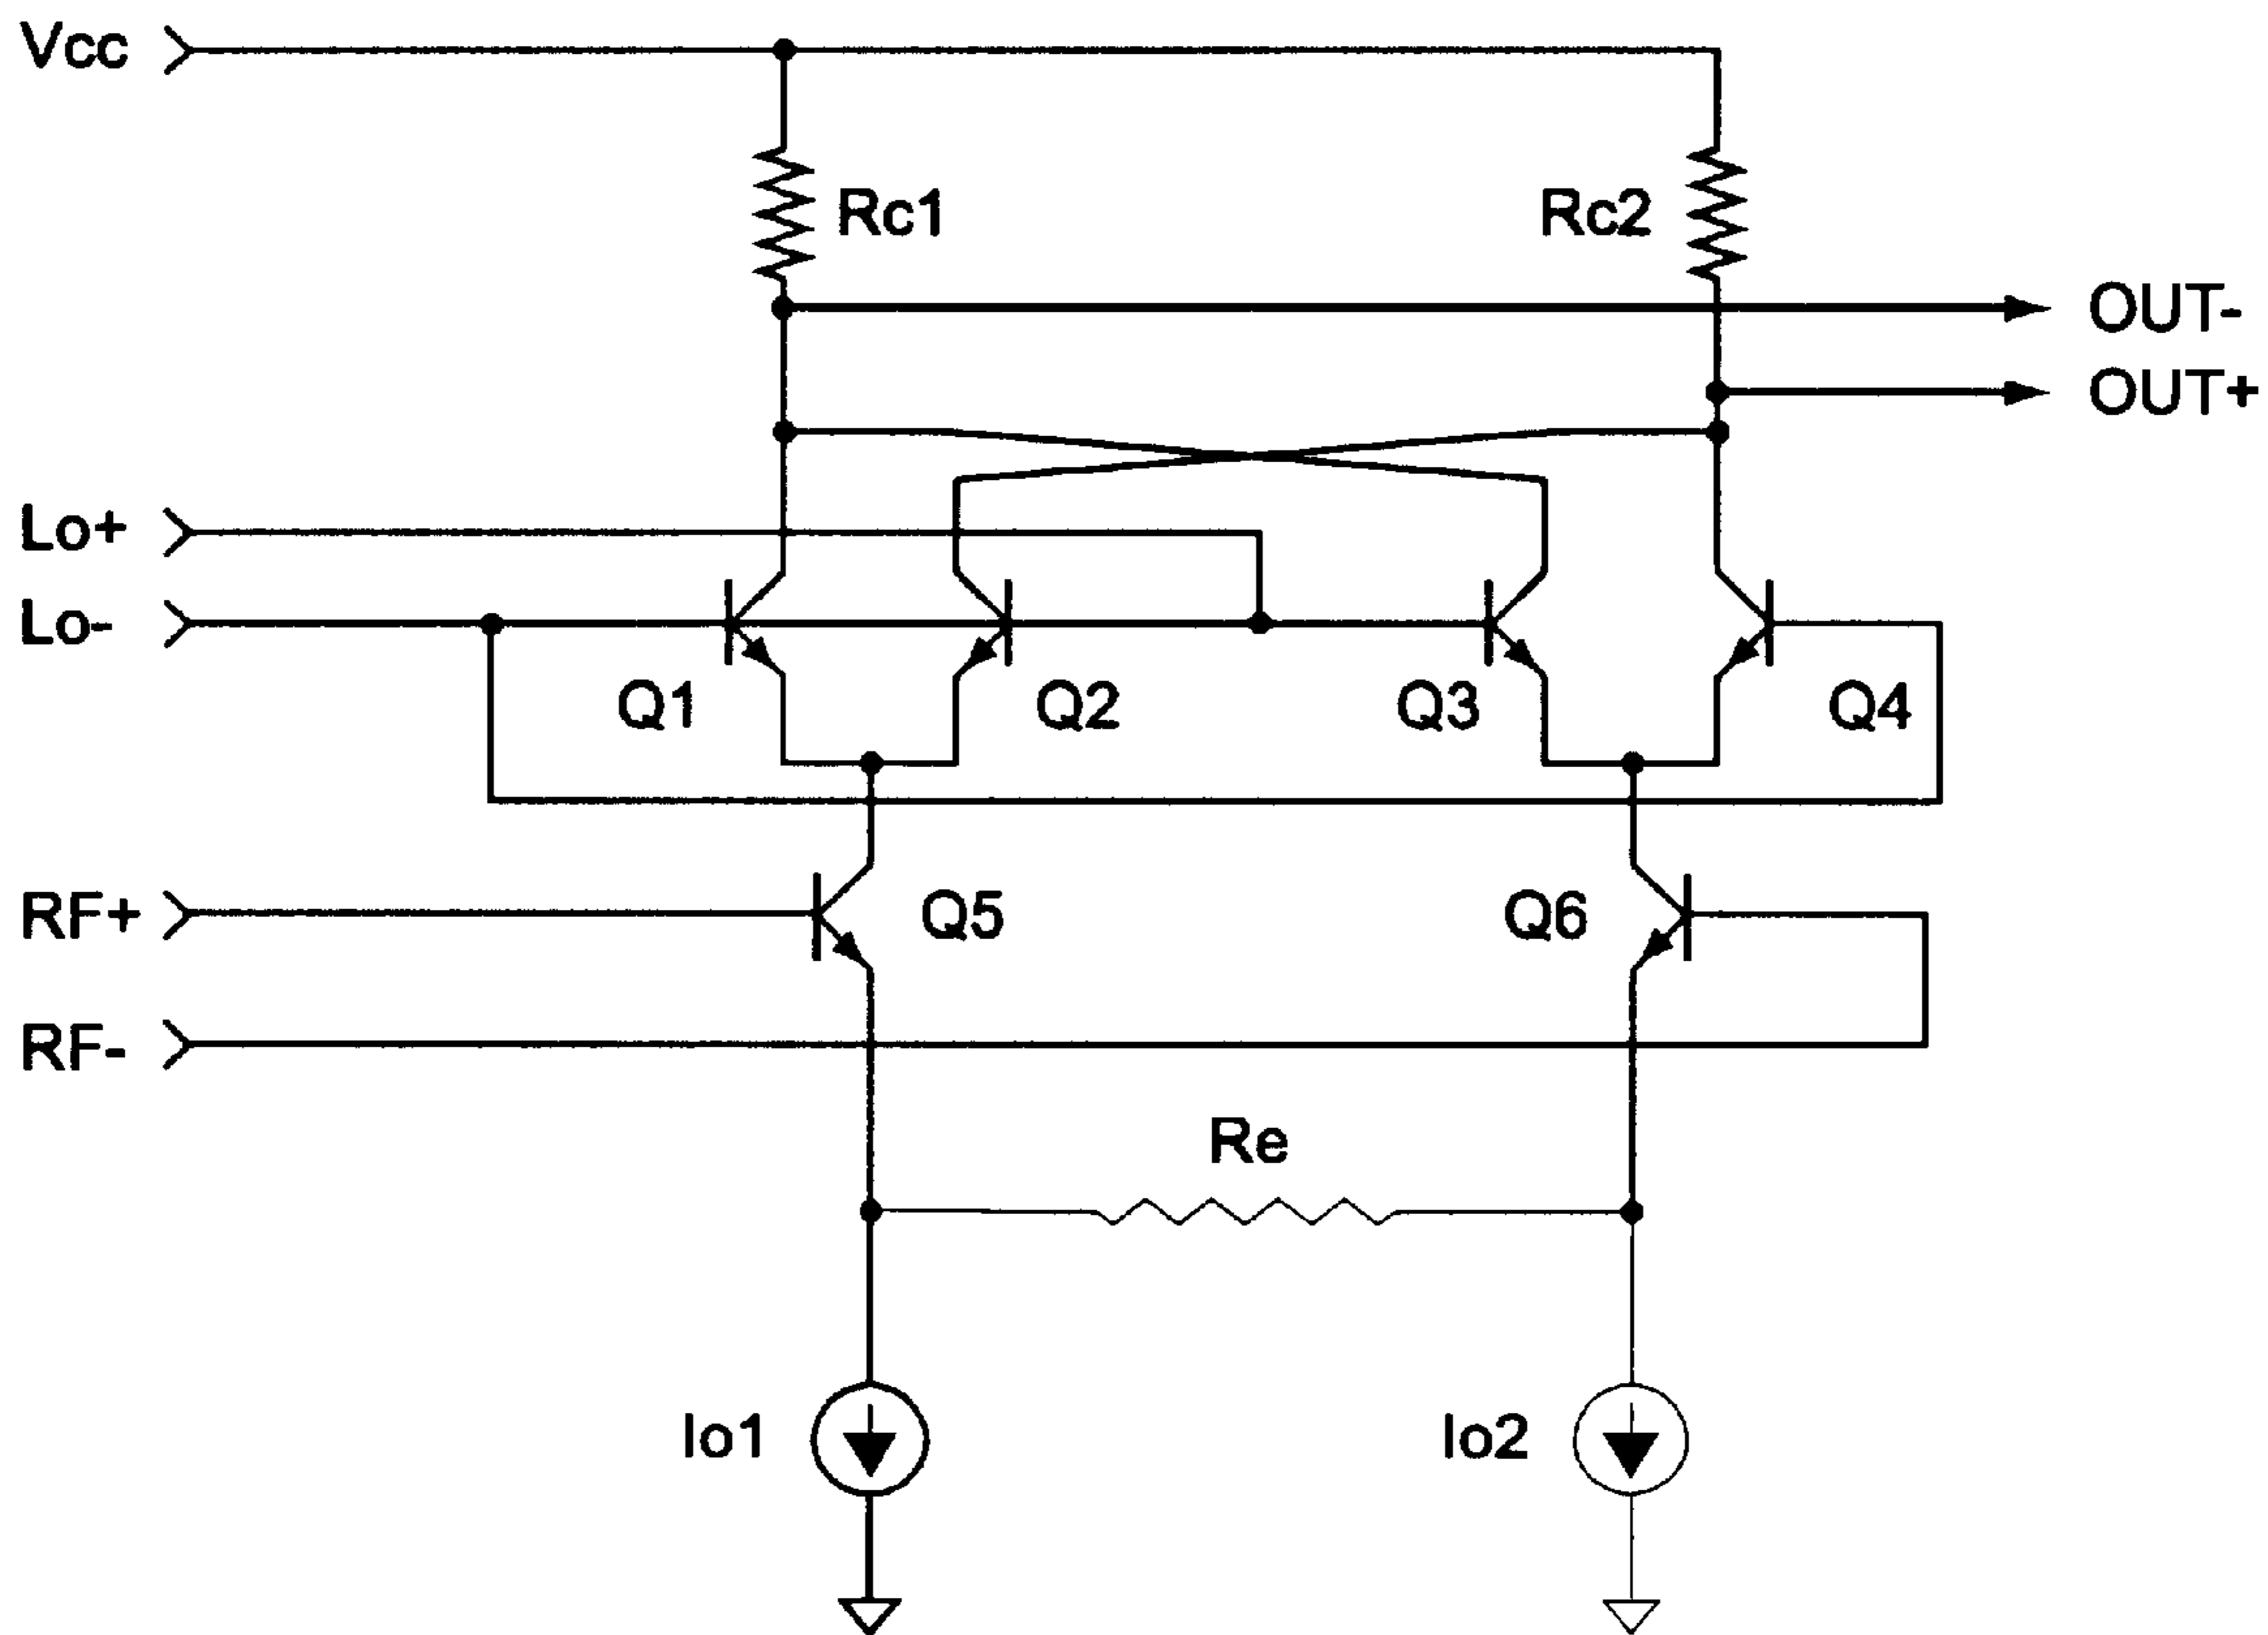 Vcc
Rc1
Rc2
OUT-
OUT+
Lo+
Lo-
Q1
Q2
Q3
Q4
RF+
Q5
Q6
RF-
Re
Io1
Io2